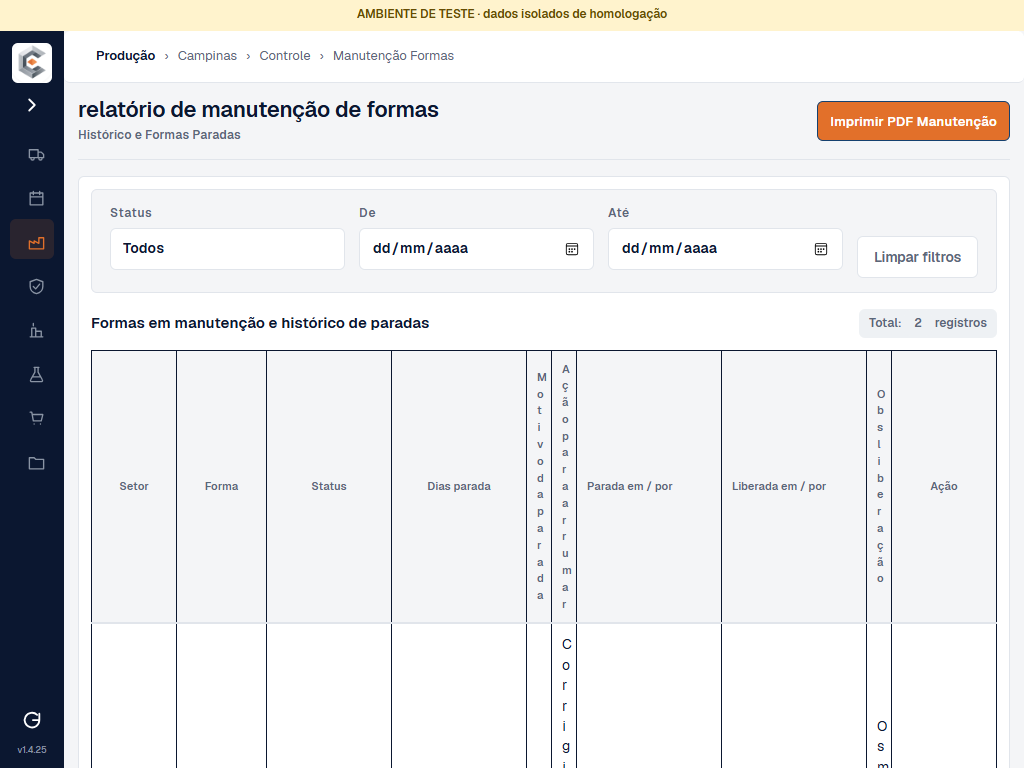 AMBIENTE DE TESTE · dados isolados de homologação
Produção › Campinas › Controle › Manutenção Formas
relatório de manutenção de formas
Histórico e Formas Paradas
Imprimir PDF Manutenção
Status
De
Até
Todos
dd/mm/aaaa
dd/mm/aaaa
Limpar filtros
Formas em manutenção e histórico de paradas
Total: 2 registros
Setor
Forma
Status
Dias parada
Motivo da parada
Ação para arrumar
Parada em / por
Liberada em / por
Obs liberação
Ação
Corrigi
Os
v1.4.25